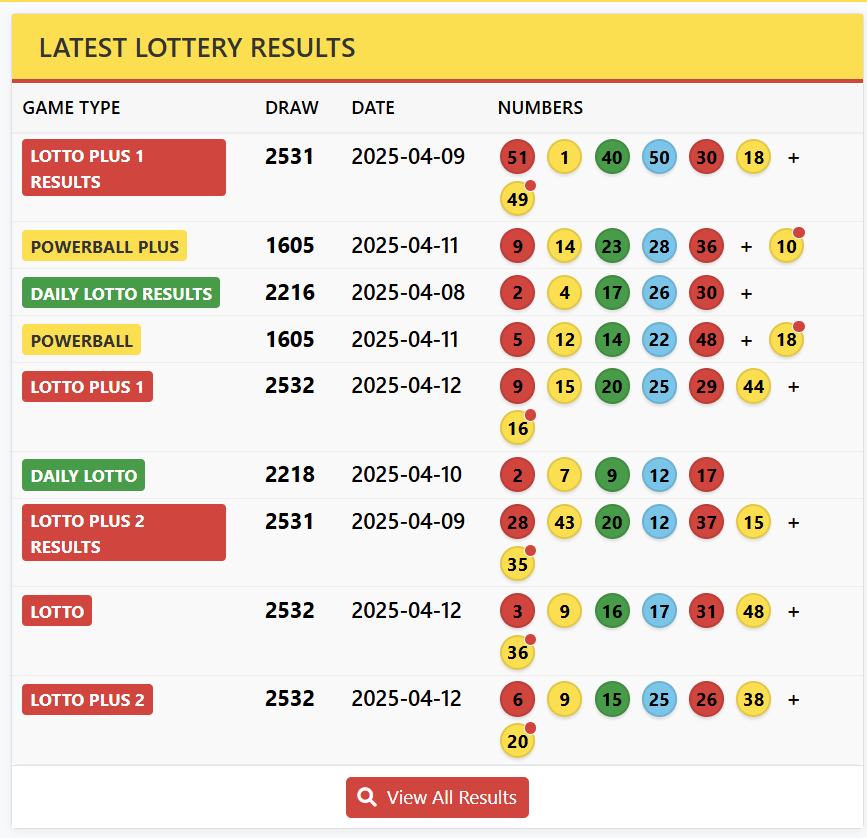 LATEST LOTTERY RESULTS
GAME TYPE DRAW DATE NUMBERS
LOTTO PLUS 1 RESULTS 2531 2025-04-09 51 1 40 50 30 18 +
49
POWERBALL PLUS 1605 2025-04-11 9 14 23 28 36 + 10
DAILY LOTTO RESULTS 2216 2025-04-08 2 4 17 26 30 +
POWERBALL 1605 2025-04-11 5 12 14 22 48 + 18
LOTTO PLUS 1 2532 2025-04-12 9 15 20 25 29 44 +
16
DAILY LOTTO 2218 2025-04-10 2 7 9 12 17
LOTTO PLUS 2 RESULTS 2531 2025-04-09 28 43 20 12 37 15 +
35
LOTTO 2532 2025-04-12 3 9 16 17 31 48 +
36
LOTTO PLUS 2 2532 2025-04-12 6 9 15 25 26 38 +
20
View All Results